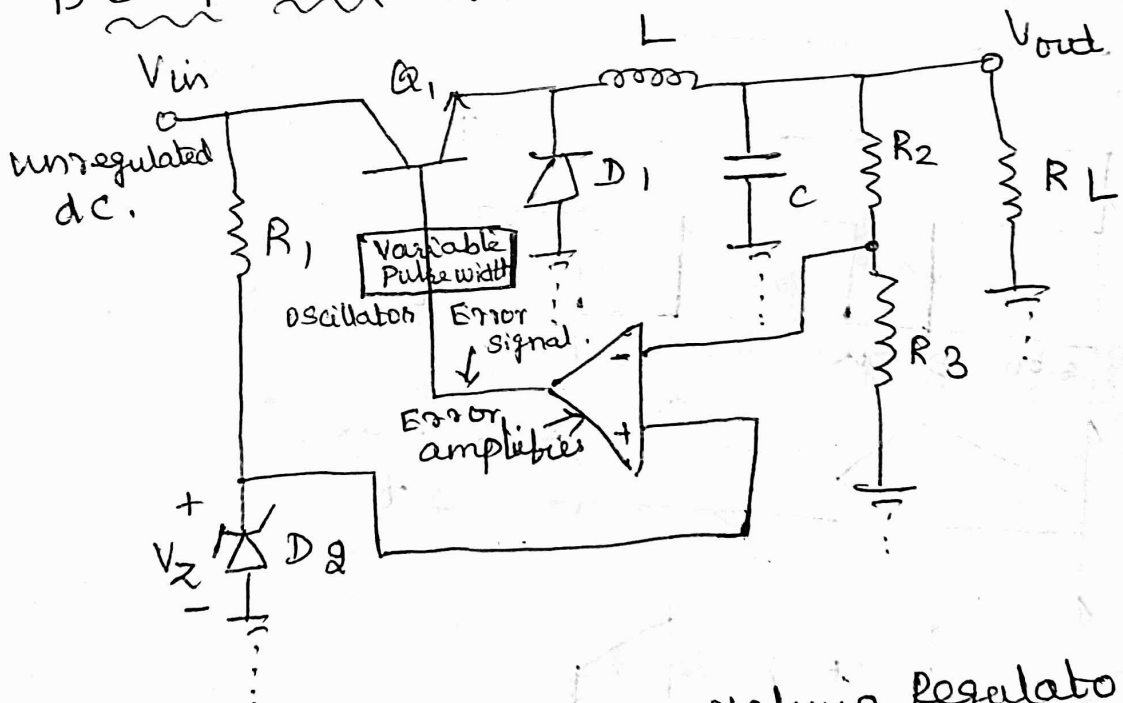 Vin
unregulated
dc.
Q1
L
Vout
R1
D1
C
R2
RL
Variable
Pulse width
oscillator
Error
signal.
R3
-
+
Error
amplifier
+
Vz
-
D2
Regulato